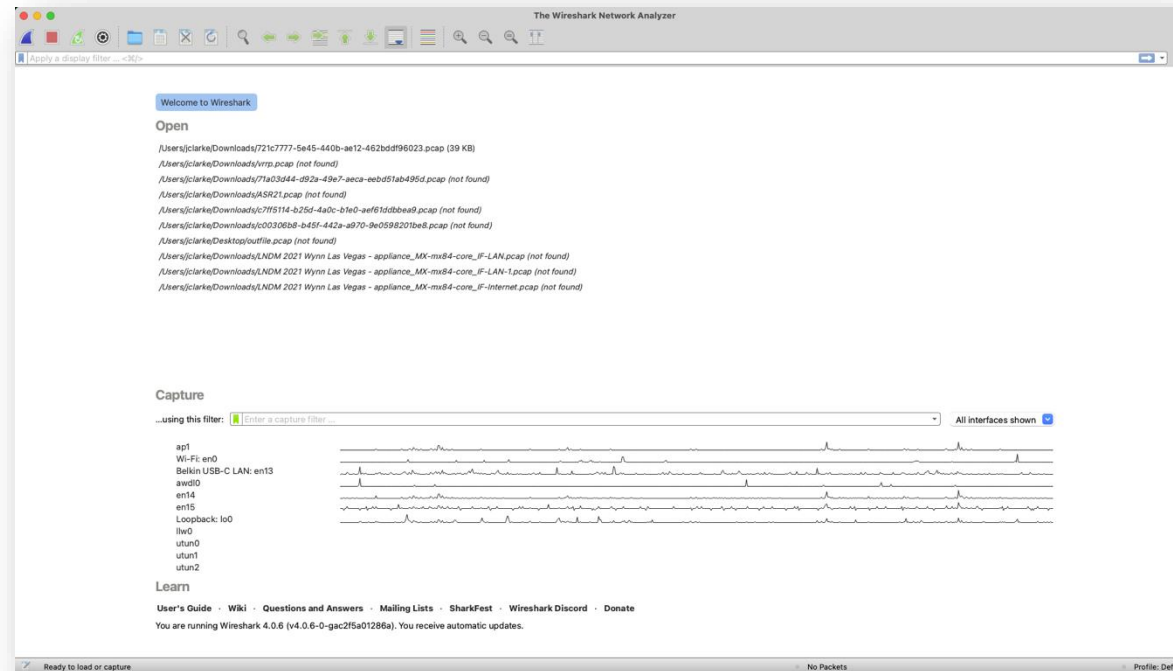 The Wireshark Network Analyzer
Apply a display filter ... <⌘/>
Welcome to Wireshark
Open
/Users/jclarke/Downloads/721c7777-5e45-440b-ae12-462bddf96023.pcap (39 KB)
/Users/jclarke/Downloads/vrrp.pcap (not found)
/Users/jclarke/Downloads/71a03d44-d92a-49e7-aeca-eebd51ab495d.pcap (not found)
/Users/jclarke/Downloads/ASR21.pcap (not found)
/Users/jclarke/Downloads/c7ff5114-b25d-4a0c-b1e0-aef61ddbbea9.pcap (not found)
/Users/jclarke/Downloads/c00306b8-b45f-442a-a970-9e0598201be8.pcap (not found)
/Users/jclarke/Desktop/outfile.pcap (not found)
/Users/jclarke/Downloads/LNDM 2021 Wynn Las Vegas - appliance_MX-mx84-core_IF-LAN.pcap (not found)
/Users/jclarke/Downloads/LNDM 2021 Wynn Las Vegas - appliance_MX-mx84-core_IF-LAN-1.pcap (not found)
/Users/jclarke/Downloads/LNDM 2021 Wynn Las Vegas - appliance_MX-mx84-core_IF-Internet.pcap (not found)
Capture
...using this filter: Enter a capture filter ... All interfaces shown
ap1
Wi-Fi: en0
Belkin USB-C LAN: en13
awdl0
en14
en15
Loopback: lo0
llw0
utun0
utun1
utun2
Learn
User's Guide · Wiki · Questions and Answers · Mailing Lists · SharkFest · Wireshark Discord · Donate
You are running Wireshark 4.0.6 (v4.0.6-0-gac2f5a01286a). You receive automatic updates.
Ready to load or capture No Packets Profile: Def